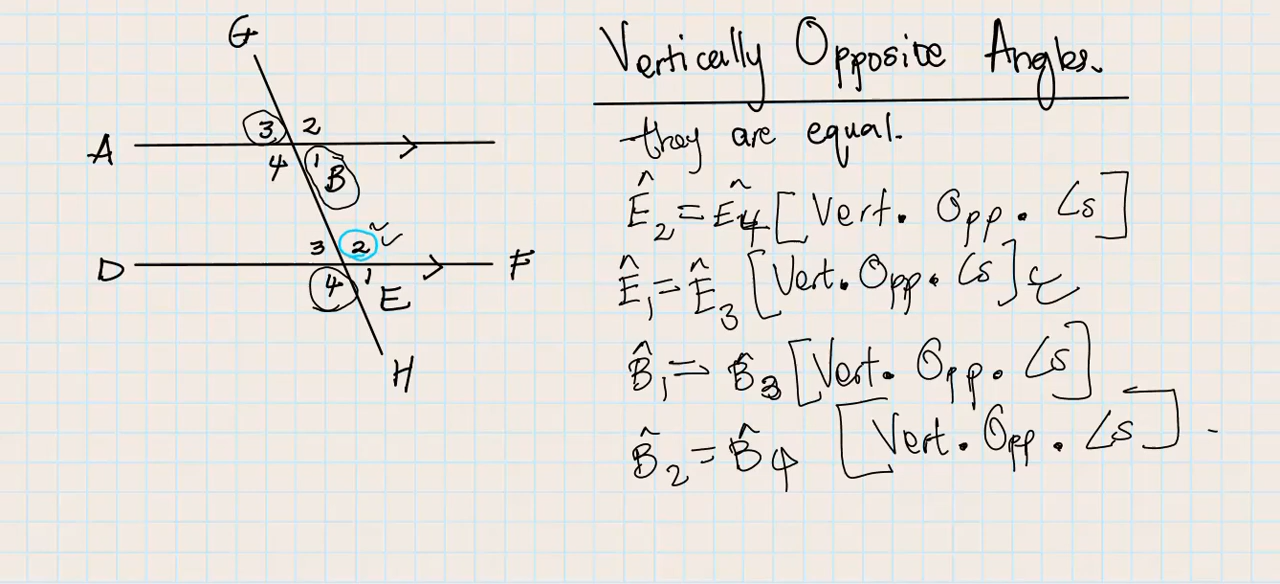 G
Vertically Opposite Angles.
3 2
A
4 1 B
they are equal.
Ê2 = Ê4 [Vert. Opp. ∠s]
3 2
D F
4 1 E
Ê1 = Ê3 [Vert. Opp. ∠s]
H
B̂1 = B̂3 [Vert. Opp. ∠s]
B̂2 = B̂4 [Vert. Opp. ∠s]